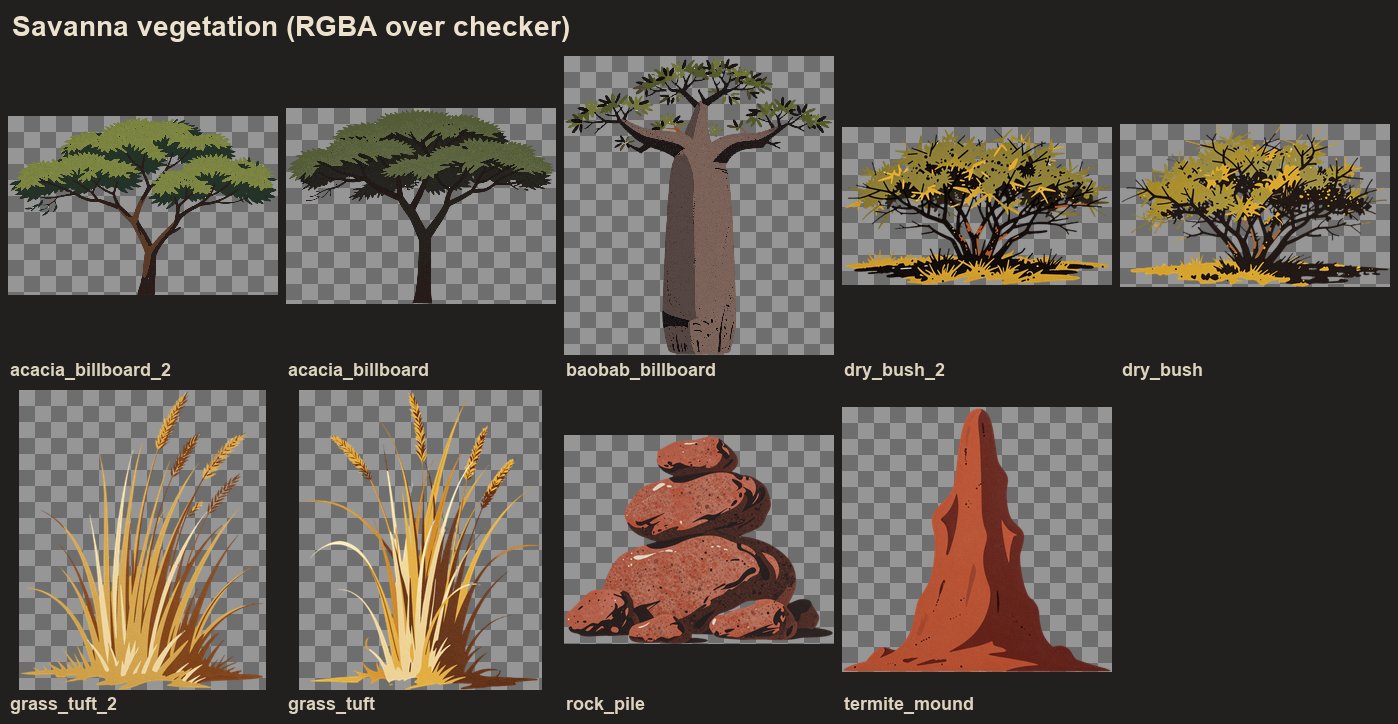 Savanna vegetation (RGBA over checker)
acacia_billboard_2
acacia_billboard
baobab_billboard
dry_bush_2
dry_bush
grass_tuft_2
grass_tuft
rock_pile
termite_mound